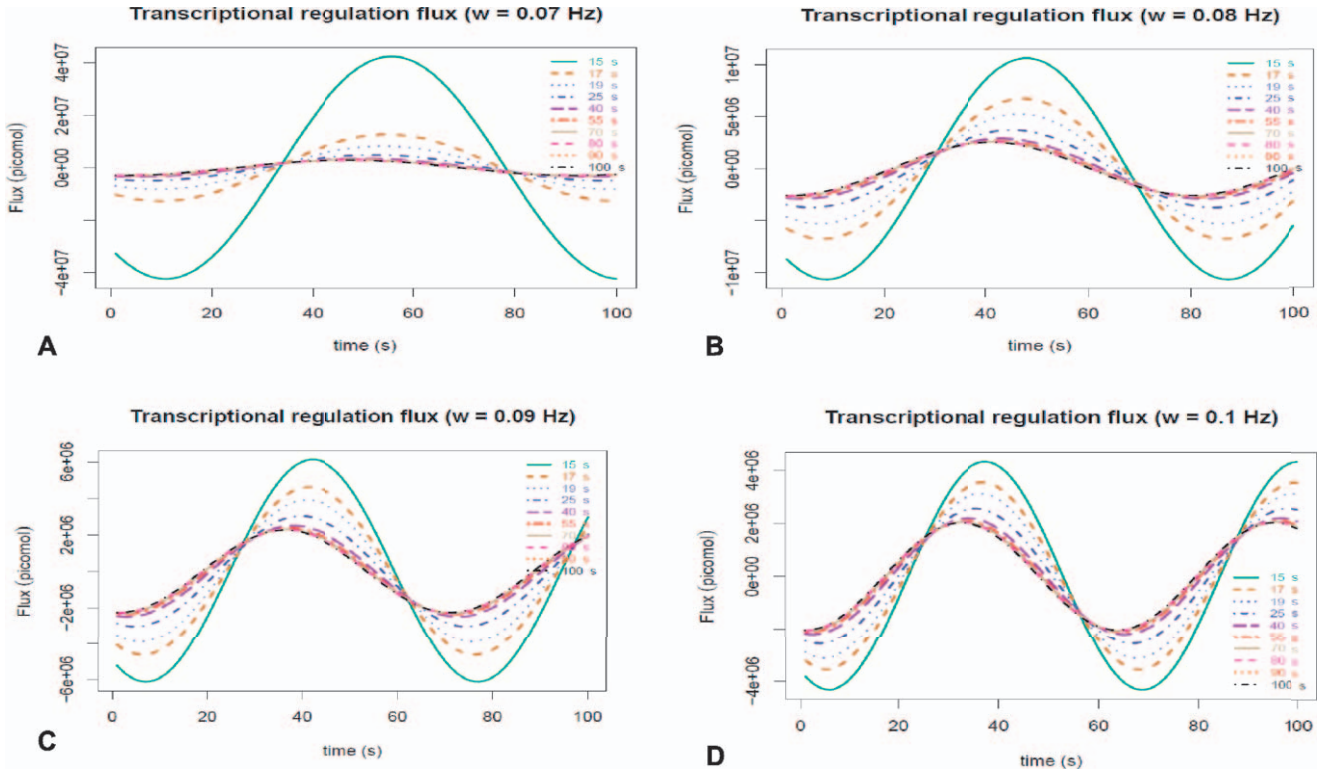 Transcriptional regulation flux (w = 0.07 Hz)
Flux (picomol)
4e+07
2e+07
0e+00
−4e+07
15 s
17 s
19 s
25 s
40 s
55 s
70 s
80 s
90 s
100 s
0 20 40 60 80 100
time (s)
A
Transcriptional regulation flux (w = 0.08 Hz)
Flux (picomol)
1e+07
5e+06
0e+00
−1e+07
15 s
17 s
19 s
25 s
40 s
55 s
70 s
80 s
90 s
100 s
0 20 40 60 80 100
time (s)
B
Transcriptional regulation flux (w = 0.09 Hz)
Flux (picomol)
6e+06
2e+06
−2e+06
−6e+06
15 s
17 s
19 s
25 s
40 s
55 s
70
100 s
0 20 40 60 80 100
time (s)
C
Transcriptional regulation flux (w = 0.1 Hz)
Flux (picomol)
4e+06
2e+06
0e+00
−4e+06
15 s
17 s
19 s
25 s
40 s
55 s
70 s
80 s
90 s
100 s
0 20 40 60 80 100
time (s)
D